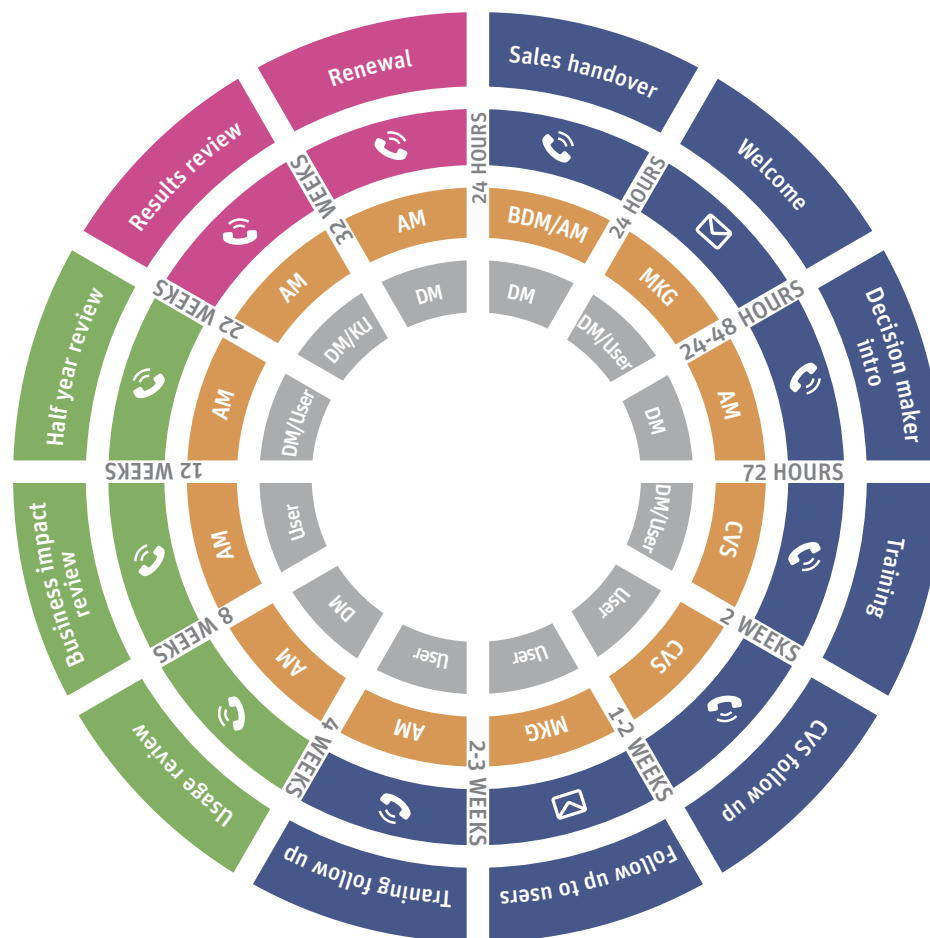 Sales handover
Welcome
Decision maker
intro
Training
CVS follow up
Follow up to users
Traning follow up
Usage review
Business impact
review
Half year review
Results review
Renewal
24 HOURS
24 HOURS
24-48 HOURS
72 HOURS
2 WEEKS
1-2 WEEKS
2-3 WEEKS
4 WEEKS
8 WEEKS
12 WEEKS
22 WEEKS
32 WEEKS
BDM/AM
MKG
AM
CVS
CVS
MKG
AM
AM
AM
AM
AM
AM
DM
DM/User
DM
DM/User
User
User
User
DM
User
DM/User
DM/KU
DM